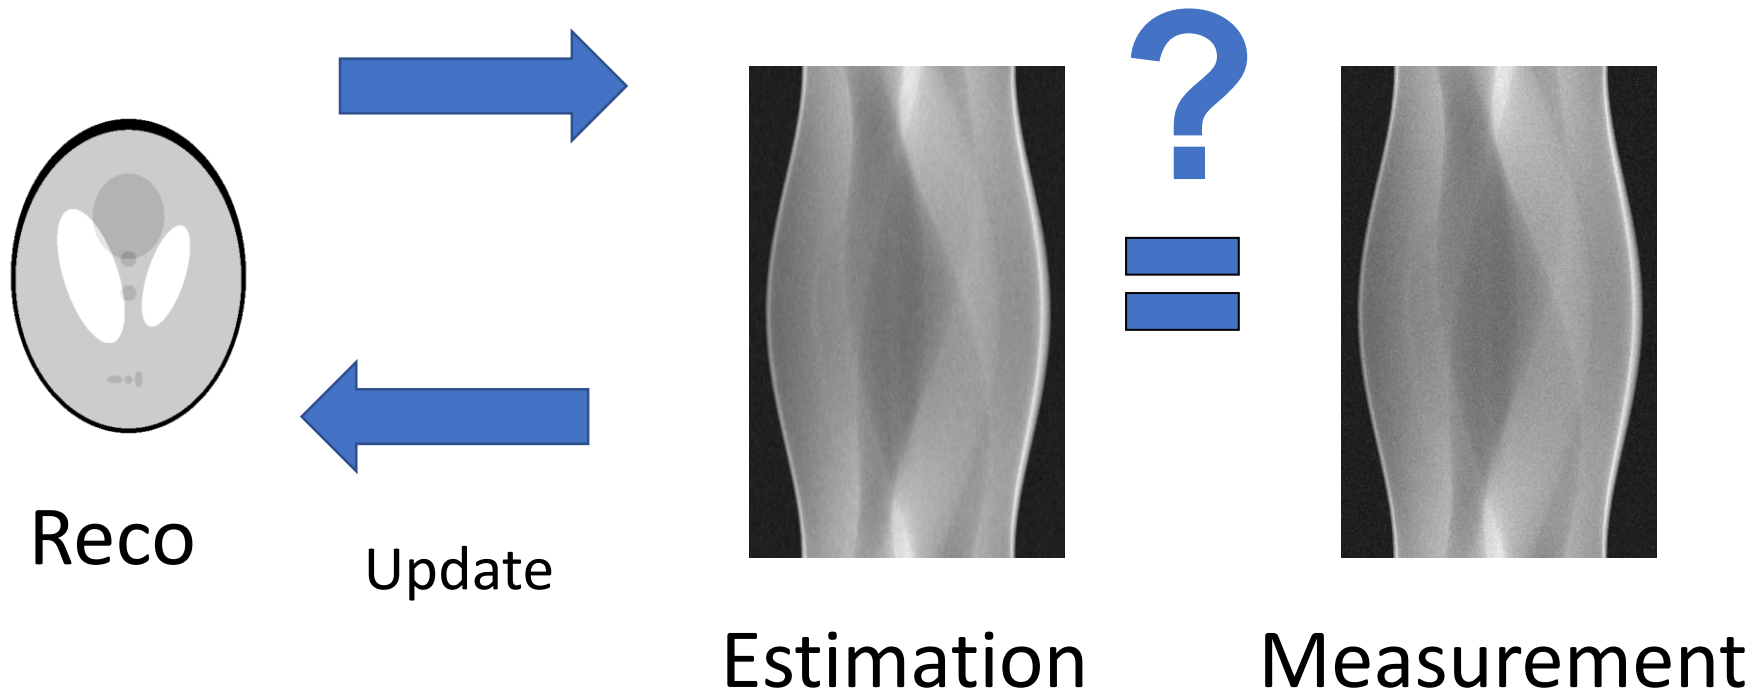 ?
=
Reco
Update
Estimation
Measurement